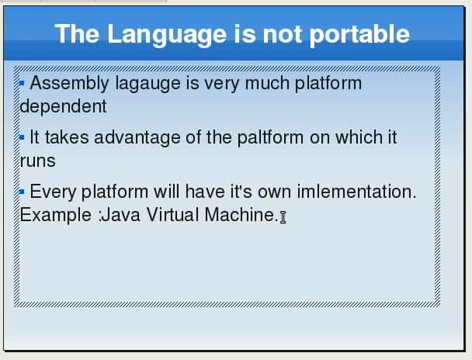 The Language is not portable
Assembly lagauge is very much platform
dependent
It takes advantage of the paltform on which it
runs
Every platform will have it's own imlementation.
Example :Java Virtual Machine.